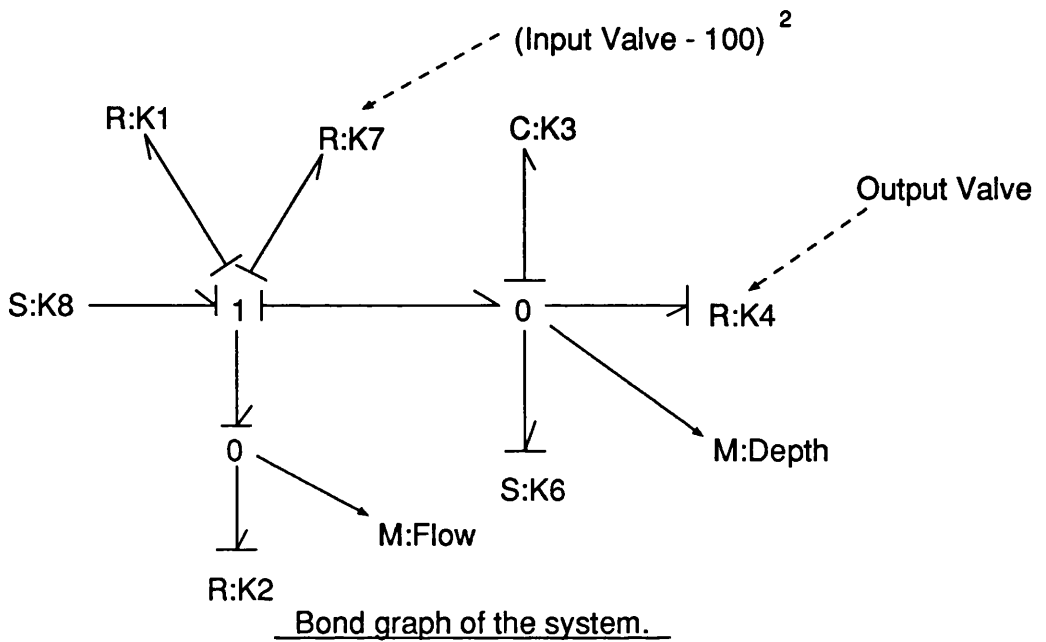 (Input Valve - 100) 2
R:K1
R:K7
C:K3
Output Valve
S:K8
1
0
R:K4
0
M:Depth
S:K6
M:Flow
R:K2
Bond graph of the system.